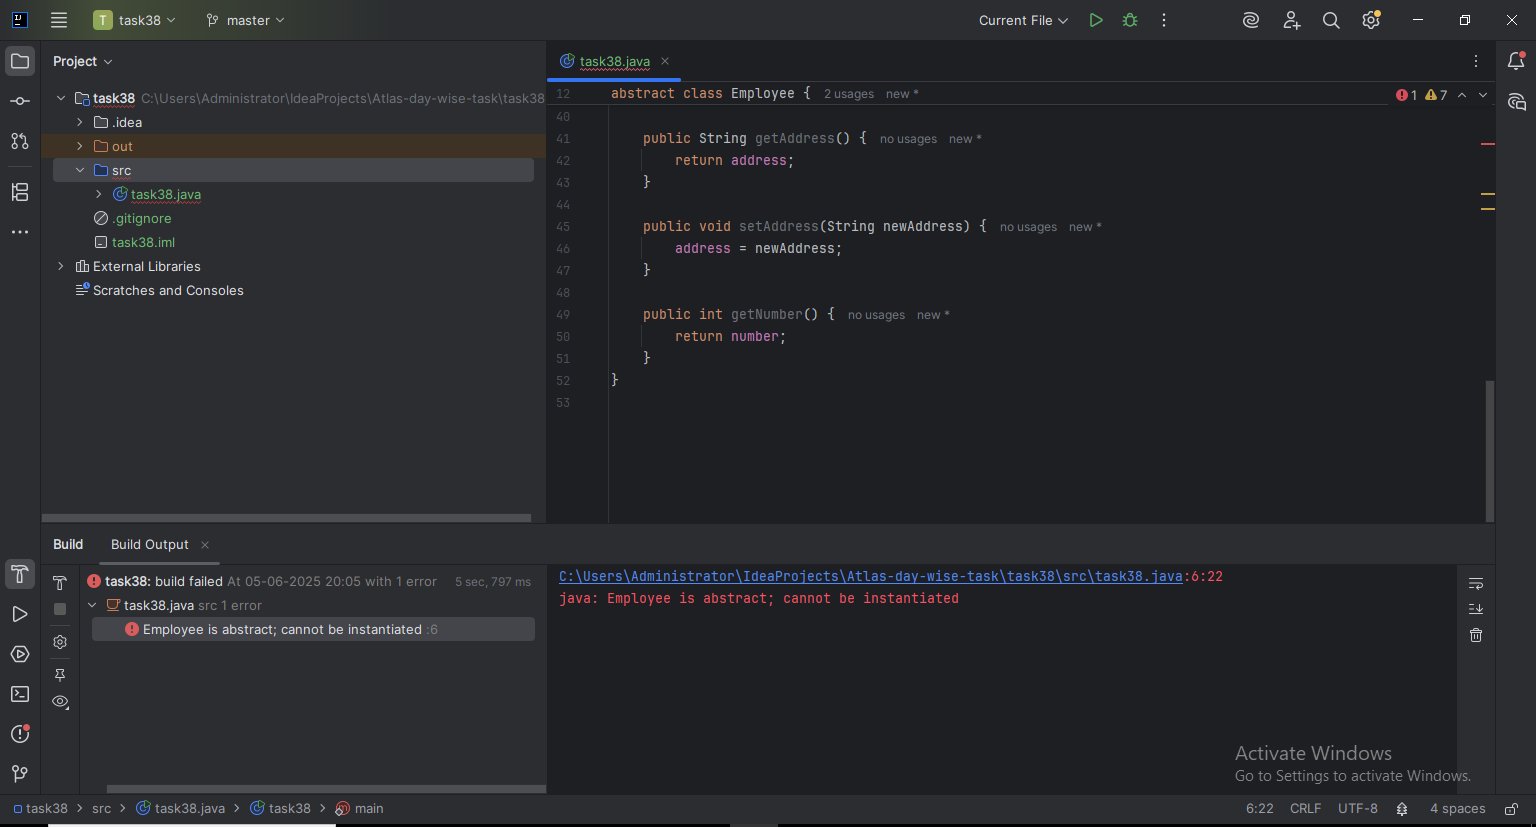 T task38 master Current File
Project
task38 C:\Users\Administrator\IdeaProjects\Atlas-day-wise-task\task38
.idea
out
src
task38.java
.gitignore
task38.iml
External Libraries
Scratches and Consoles
task38.java
12 abstract class Employee { 2 usages new *
1 7
40
41 public String getAddress() { no usages new *
42 return address;
43 }
44
45 public void setAddress(String newAddress) { no usages new *
46 address = newAddress;
47 }
48
49 public int getNumber() { no usages new *
50 return number;
51 }
52 }
53
Build Build Output
task38: build failed At 05-06-2025 20:05 with 1 error 5 sec, 797 ms
task38.java src 1 error
Employee is abstract; cannot be instantiated :6
C:\Users\Administrator\IdeaProjects\Atlas-day-wise-task\task38\src\task38.java:6:22
java: Employee is abstract; cannot be instantiated
Activate Windows
Go to Settings to activate Windows.
task38 > src > task38.java > task38 > main
6:22 CRLF UTF-8 4 spaces